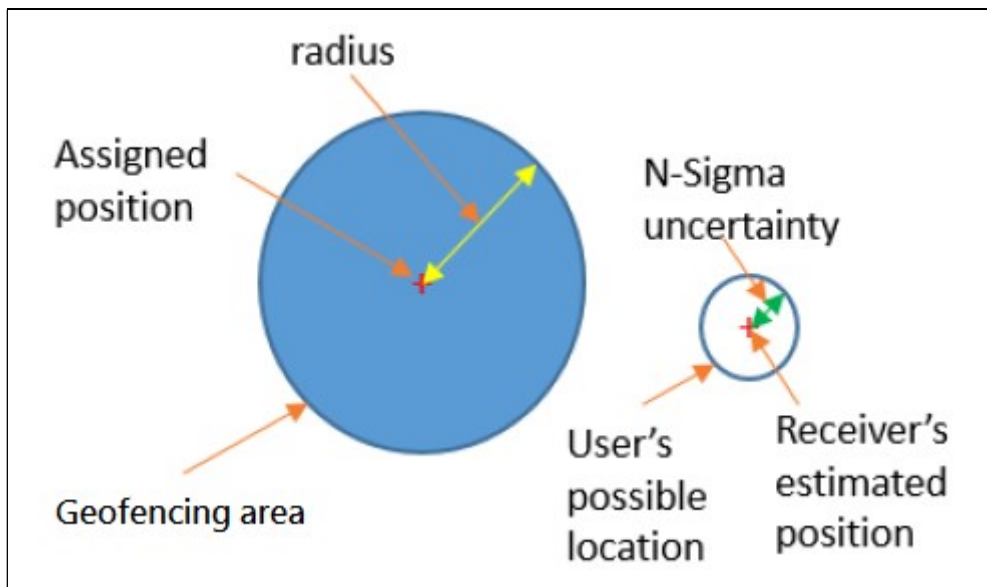 radius
Assigned
position
N-Sigma
uncertainty
Geofencing area
User's
possible
location
Receiver's
estimated
position